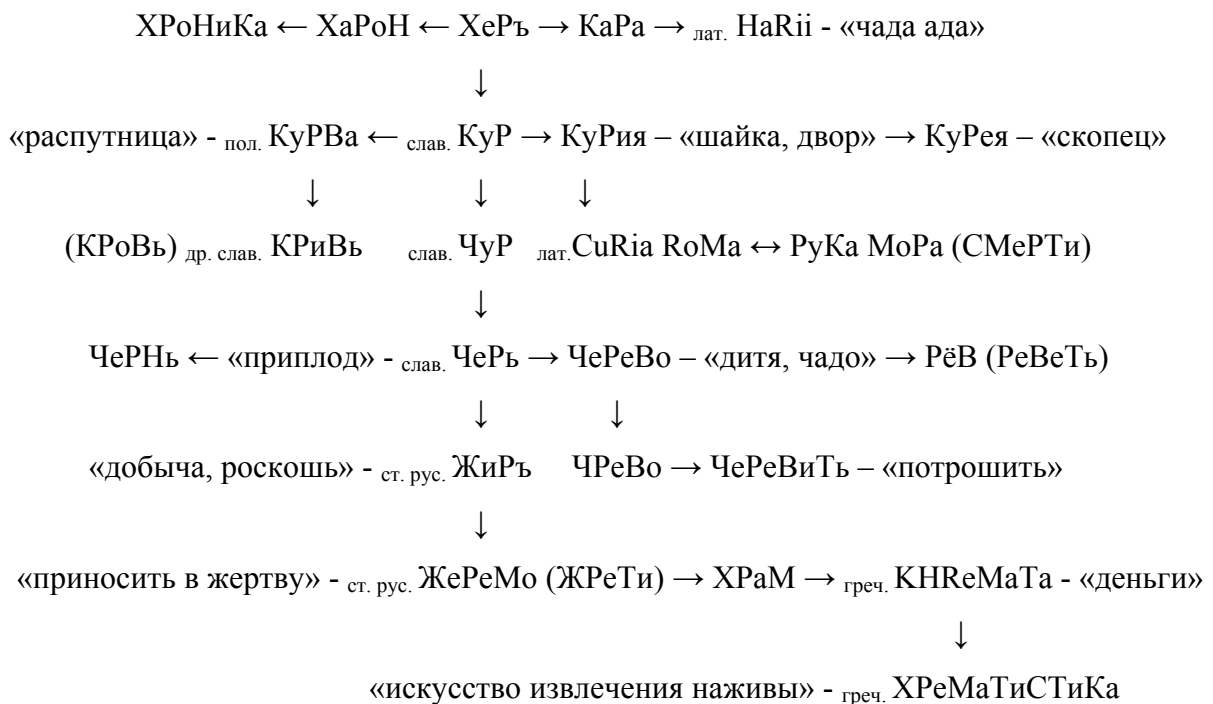 ХРоНиКа ← ХаРоН ← ХеРъ → КаРа → лат. HaRii - «чада ада»
↓
«распутница» - пол. КуРВа ← слав. КуР → КуРия – «шайка, двор» → КуРея – «скопец»
↓ ↓ ↓
(КРоВь) др. слав. КРиВь слав. ЧуР лат.CuRia RoMa ↔ РуКа МоРа (СМеРТи)
↓
ЧеРНь ← «приплод» - слав. ЧеРь → ЧеРеВо – «дитя, чадо» → РёВ (РеВеТь)
↓ ↓
«добыча, роскошь» - ст. рус. ЖиРъ ЧРеВо → ЧеРеВиТь – «потрошить»
↓
«приносить в жертву» - ст. рус. ЖеРеМо (ЖРеТи) → ХРаМ → греч. KHReMaTa - «деньги»
↓
«искусство извлечения наживы» - греч. ХРеМаТиСТиКа